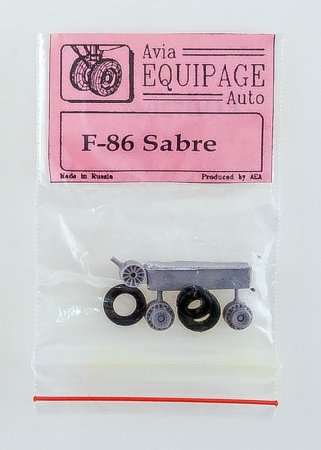 Avia
EQUIPAGE
Auto
F-86 Sabre
Made in Russia
Produced by AEA